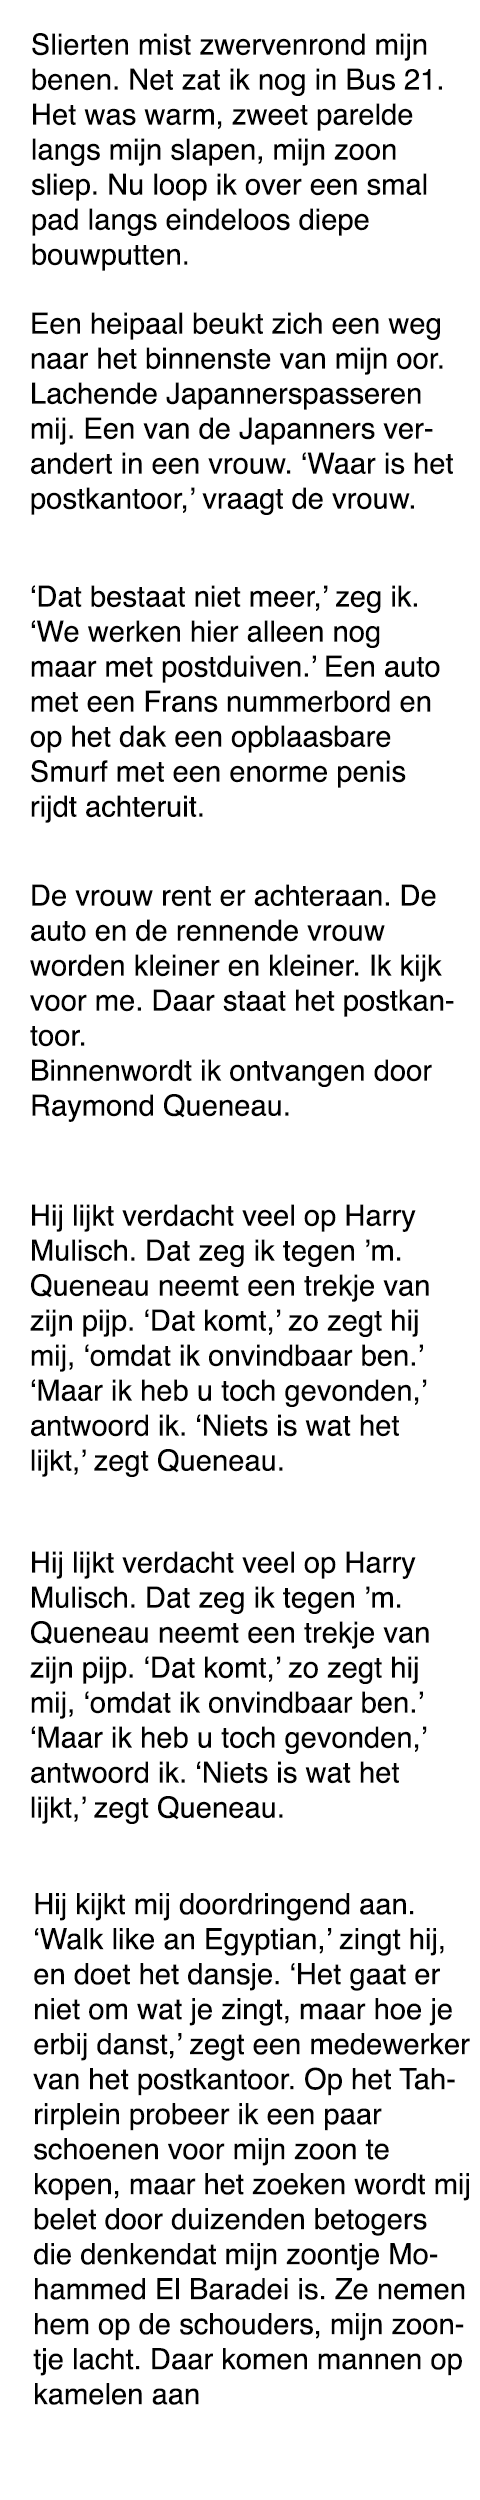 Slierten mist zwervenrond mijn
benen. Net zat ik nog in Bus 21.
Het was warm, zweet parelde
langs mijn slapen, mijn zoon
sliep. Nu loop ik over een smal
pad langs eindeloos diepe
bouwputten.
Een heipaal beukt zich een weg
naar het binnenste van mijn oor.
Lachende Japannerspasseren
mij. Een van de Japanners ver-
andert in een vrouw. ‘Waar is het
postkantoor,’ vraagt de vrouw.
‘Dat bestaat niet meer,’ zeg ik.
‘We werken hier alleen nog
maar met postduiven.’ Een auto
met een Frans nummerbord en
op het dak een opblaasbare
Smurf met een enorme penis
rijdt achteruit.
De vrouw rent er achteraan. De
auto en de rennende vrouw
worden kleiner en kleiner. Ik kijk
voor me. Daar staat het postkan-
toor.
Binnenwordt ik ontvangen door
Raymond Queneau.
Hij lijkt verdacht veel op Harry
Mulisch. Dat zeg ik tegen ’m.
Queneau neemt een trekje van
zijn pijp. ‘Dat komt,’ zo zegt hij
mij, ‘omdat ik onvindbaar ben.’
‘Maar ik heb u toch gevonden,’
antwoord ik. ‘Niets is wat het
lijkt,’ zegt Queneau.
Hij lijkt verdacht veel op Harry
Mulisch. Dat zeg ik tegen ’m.
Queneau neemt een trekje van
zijn pijp. ‘Dat komt,’ zo zegt hij
mij, ‘omdat ik onvindbaar ben.’
‘Maar ik heb u toch gevonden,’
antwoord ik. ‘Niets is wat het
lijkt,’ zegt Queneau.
Hij kijkt mij doordringend aan.
‘Walk like an Egyptian,’ zingt hij,
en doet het dansje. ‘Het gaat er
niet om wat je zingt, maar hoe je
erbij danst,’ zegt een medewerker
van het postkantoor. Op het Tah-
rirplein probeer ik een paar
schoenen voor mijn zoon te
kopen, maar het zoeken wordt mij
belet door duizenden betogers
die denkendat mijn zoontje Mo-
hammed El Baradei is. Ze nemen
hem op de schouders, mijn zoon-
tje lacht. Daar komen mannen op
kamelen aan